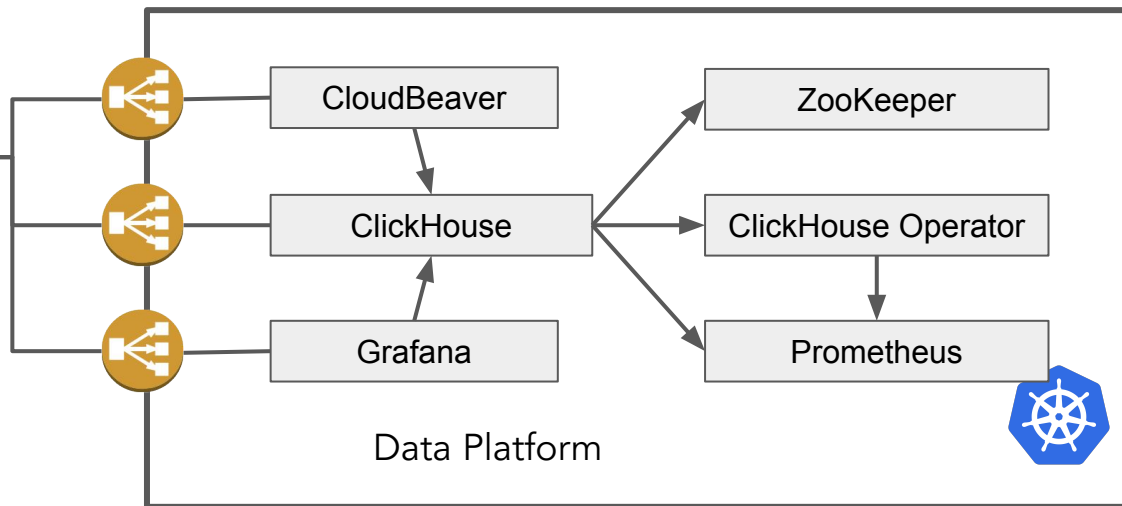 CloudBeaver
ZooKeeper
ClickHouse
ClickHouse Operator
Grafana
Prometheus
Data Platform